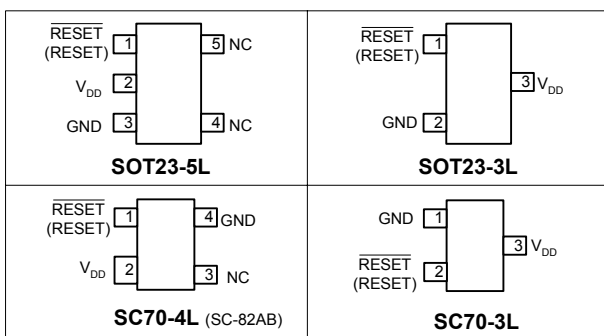 RESET
(RESET)
1
5 NC
V_DD 2
GND 3
4 NC
SOT23-5L
RESET
(RESET)
1
3 V_DD
GND 2
SOT23-3L
RESET
(RESET)
1
4 GND
V_DD 2
3 NC
SC70-4L (SC-82AB)
GND 1
3 V_DD
RESET
(RESET)
2
SC70-3L